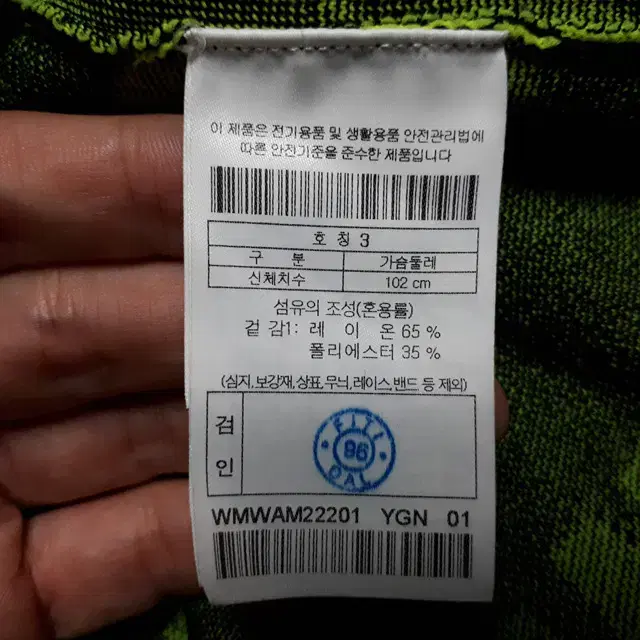 이 제품은 전기용품 및 생활용품 안전관리법에
따른 안전기준을 준수한 제품입니다
호 칭 3
구 분 가슴둘레
신체치수 102 cm
섬유의 조성(혼용률)
겉 감1: 레 이 온 65 %
폴리에스터 35 %
(심지,보강재,상표,무늬,레이스,밴드 등 제외)
검
인
FITI
86
QAL
WMWAM22201 YGN 01